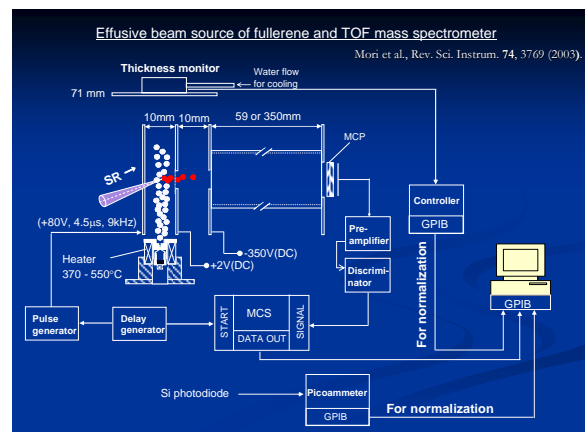 Effusive beam source of fullerene and TOF mass spectrometer
Mori et al., Rev. Sci. Instrum. 74, 3769 (2003).
Thickness monitor
Water flow
for cooling
71 mm
10mm
10mm
59 or 350mm
MCP
SR
Controller
GPIB
(+80V, 4.5μs, 9kHz)
Pre-
amplifier
-350V(DC)
Heater
370 - 550°C
+2V(DC)
Discrimi-
nator
For normalization
GPIB
Pulse
generator
Delay
generator
START
MCS
DATA OUT
SIGNAL
Si photodiode
Picoammeter
GPIB
For normalization